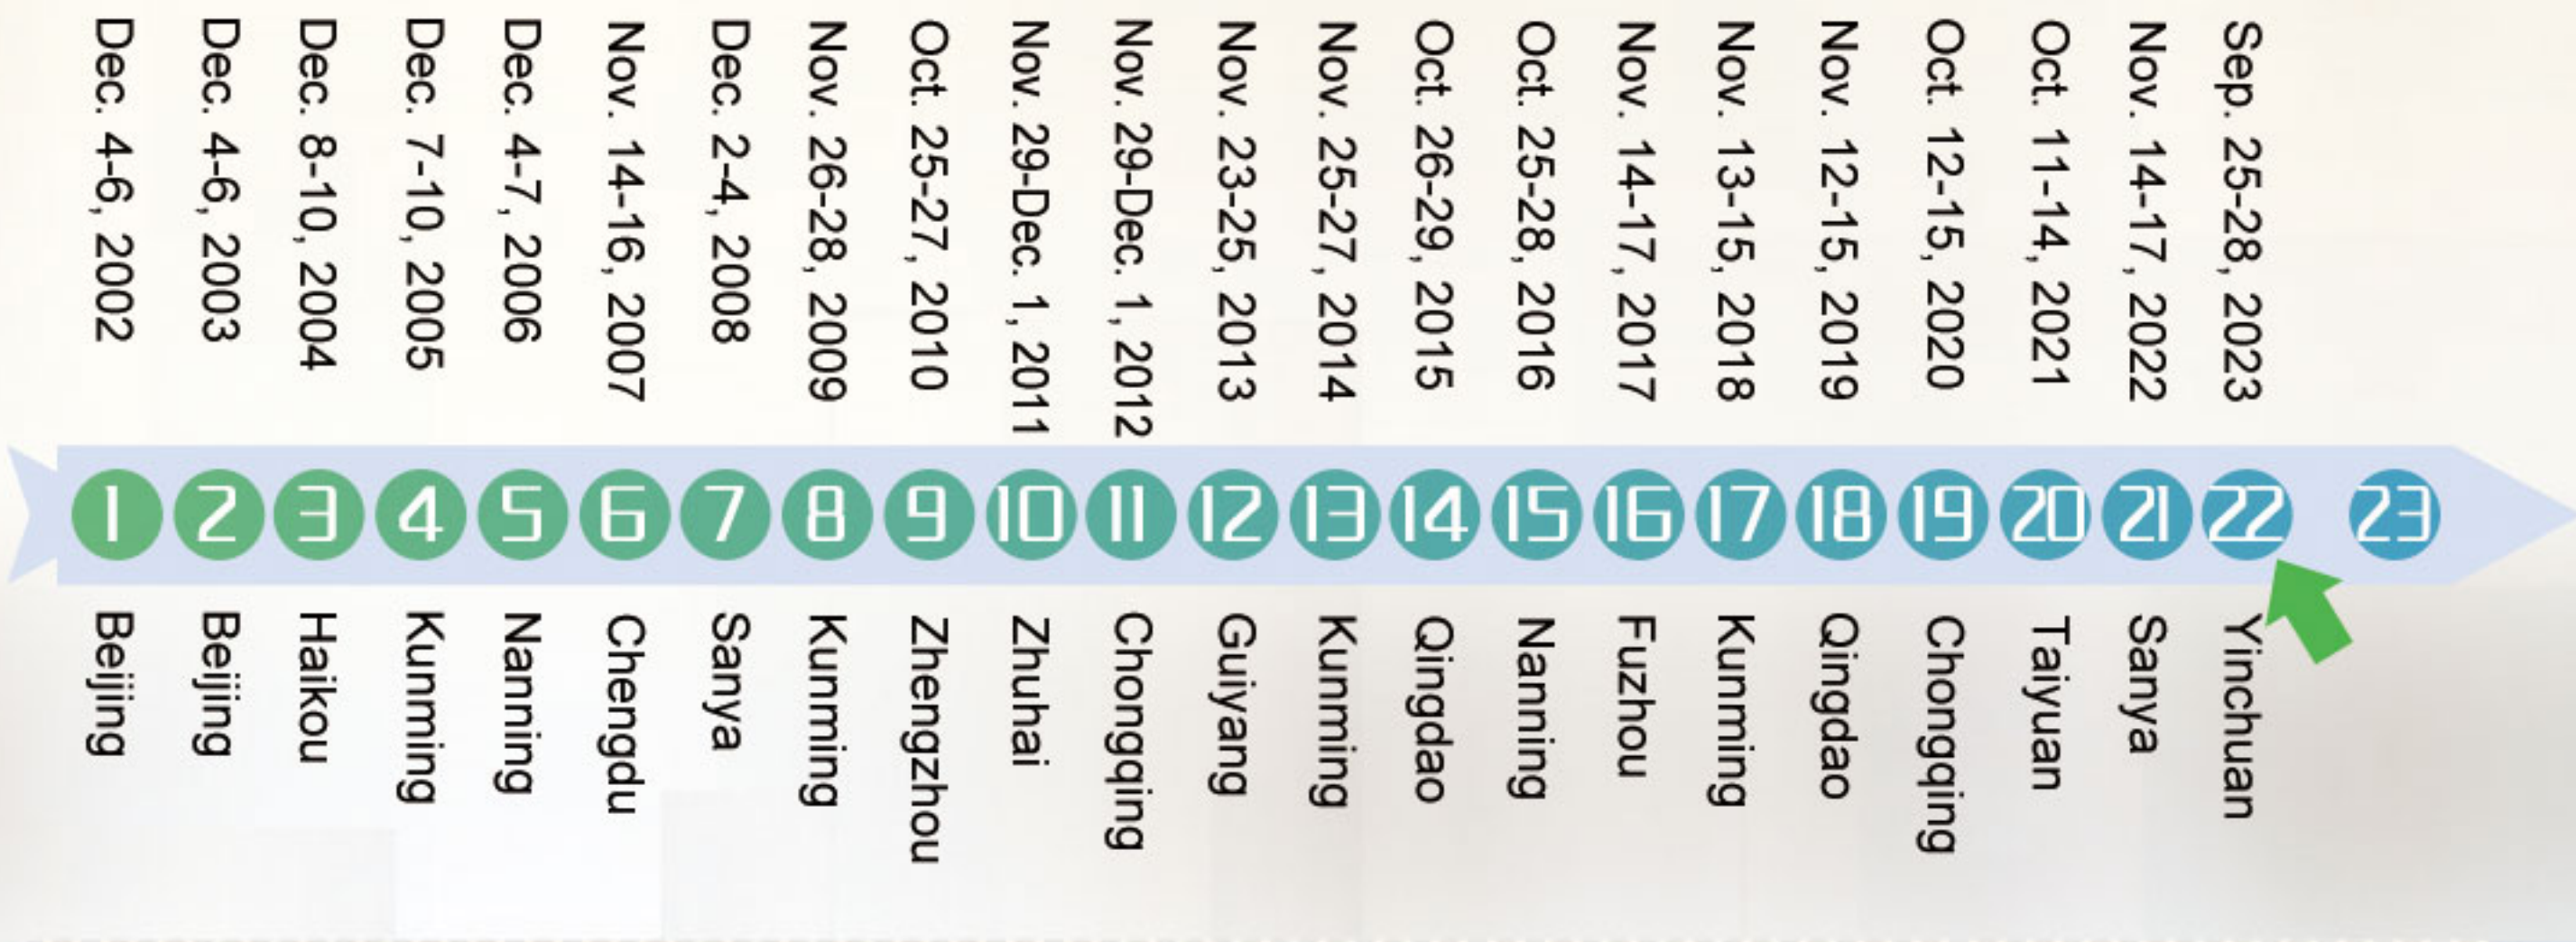 Dec. 4-6, 2002
Dec. 4-6, 2003
Dec. 8-10, 2004
Dec. 7-10, 2005
Dec. 4-7, 2006
Nov. 14-16, 2007
Dec. 2-4, 2008
Nov. 26-28, 2009
Oct. 25-27, 2010
Nov. 29-Dec. 1, 2011
Nov. 29-Dec. 1, 2012
Nov. 23-25, 2013
Nov. 25-27, 2014
Oct. 26-29, 2015
Oct. 25-28, 2016
Nov. 14-17, 2017
Nov. 13-15, 2018
Nov. 12-15, 2019
Oct. 12-15, 2020
Oct. 11-14, 2021
Nov. 14-17, 2022
Sep. 25-28, 2023
1
2
3
4
5
6
7
8
9
10
11
12
13
14
15
16
17
18
19
20
21
22
23
Beijing
Beijing
Haikou
Kunming
Nanning
Chengdu
Sanya
Kunming
Zhengzhou
Zhuhai
Chongqing
Guiyang
Kunming
Qingdao
Nanning
Fuzhou
Kunming
Qingdao
Chongqing
Taiyuan
Sanya
Yinchuan